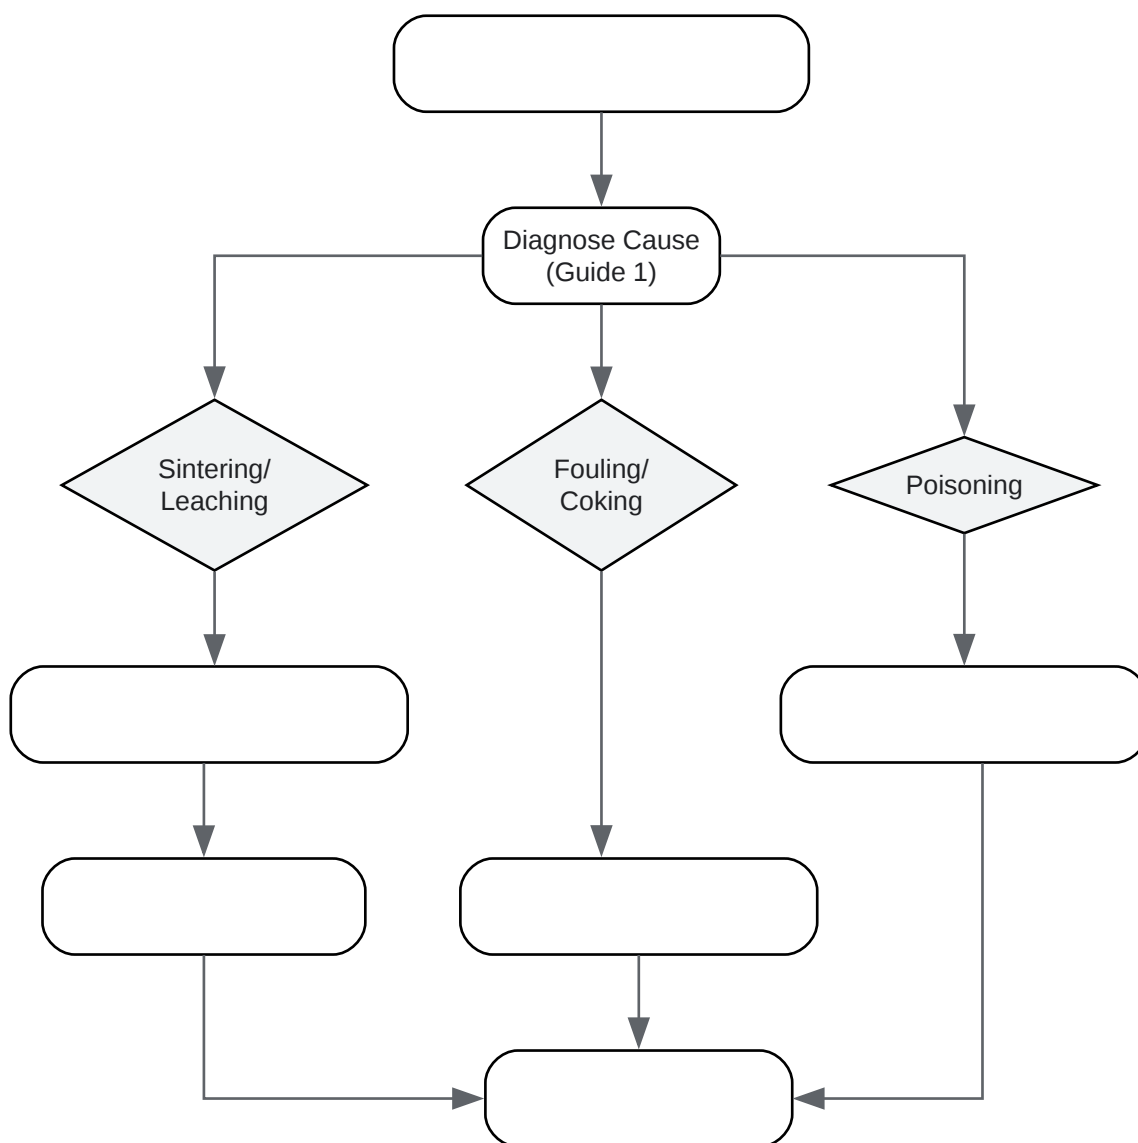 Diagnose Cause
(Guide 1)
Sintering/
Leaching
Fouling/
Coking
Poisoning